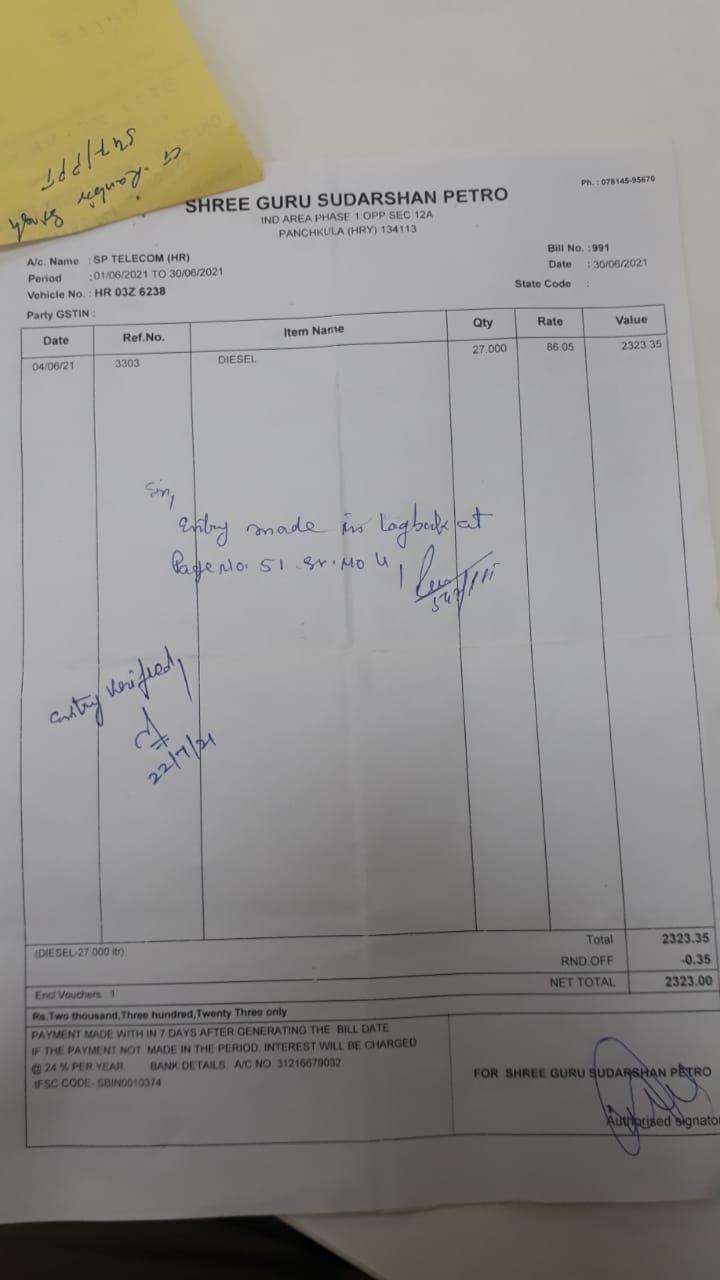 547/PPT
Ct. Ranbir Singh
Ph. : 078145-95670
SHREE GURU SUDARSHAN PETRO
IND AREA PHASE 1 OPP SEC 12A
PANCHKULA (HRY) 134113
A/c. Name : SP TELECOM (HR)
Bill No. : 991
Period : 01/06/2021 TO 30/06/2021
Date : 30/06/2021
Vehicle No. : HR 03Z 6238
State Code :
Party GSTIN :
Date Ref.No. Item Name Qty Rate Value
04/06/21 3303 DIESEL 27.000 86.05 2323.35
Sir,
Entry made in Logbook at
Page No. 51 Sr. No 4
entry verified,
22/7/21
(DIESEL-27.000 ltr)
Total 2323.35
RND.OFF -0.35
Encl Vouchers : 1
NET TOTAL 2323.00
Rs.Two thousand,Three hundred,Twenty Three only
PAYMENT MADE WITH IN 7 DAYS AFTER GENERATING THE BILL DATE
IF THE PAYMENT NOT MADE IN THE PERIOD, INTEREST WILL BE CHARGED
@ 24 % PER YEAR BANK DETAILS, A/C NO. 31216679032
IFSC CODE- SBIN0010374
FOR SHREE GURU SUDARSHAN PETRO
Authorised signator